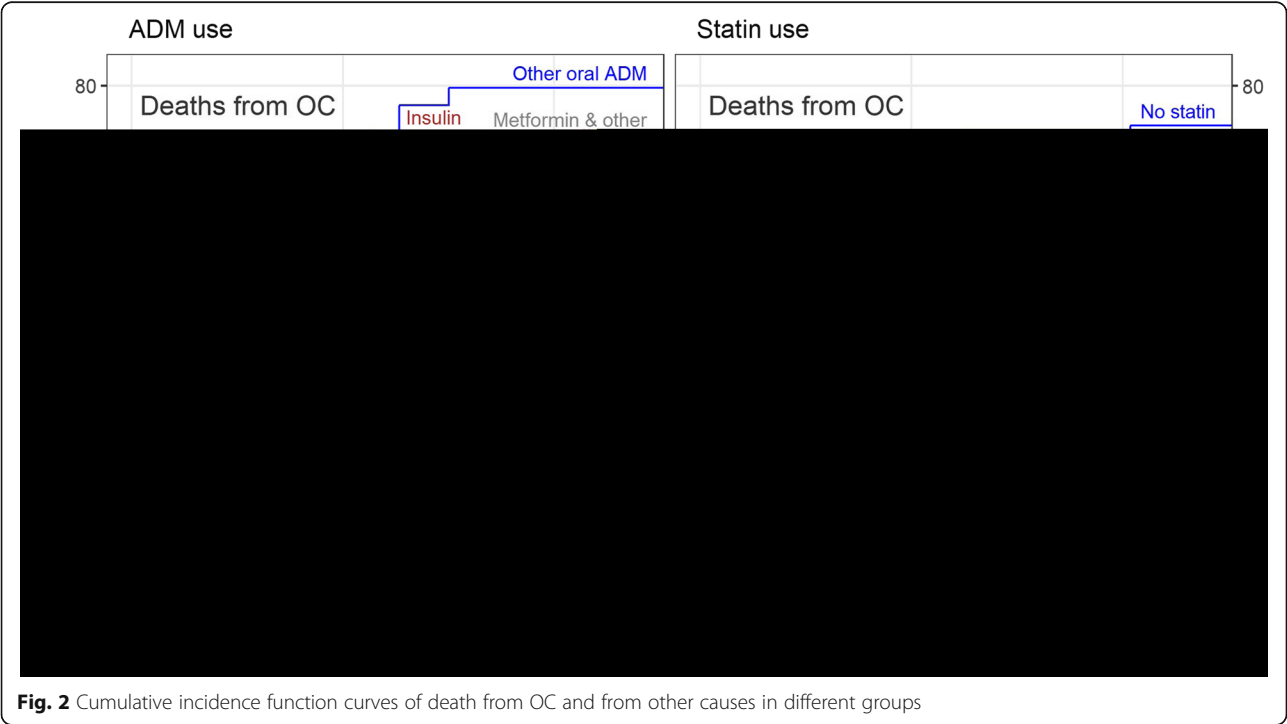 ADM use
Statin use
80
Other oral ADM
Deaths from OC
Insulin
Metformin & other
Deaths from OC
No statin
80
Fig. 2 Cumulative incidence function curves of death from OC and from other causes in different groups